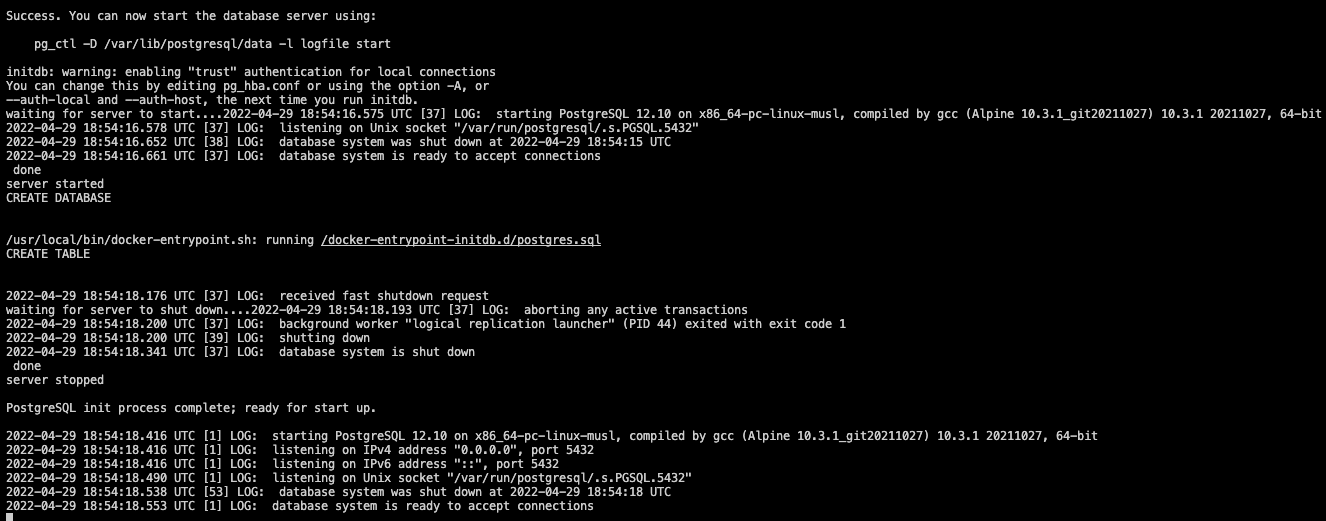 Success. You can now start the database server using:
pg_ctl -D /var/lib/postgresql/data -l logfile start
initdb: warning: enabling "trust" authentication for local connections
You can change this by editing pg_hba.conf or using the option -A, or
--auth-local and --auth-host, the next time you run initdb.
waiting for server to start....2022-04-29 18:54:16.575 UTC [37] LOG:  starting PostgreSQL 12.10 on x86_64-pc-linux-musl, compiled by gcc (Alpine 10.3.1_git20211027) 10.3.1 20211027, 64-bit
2022-04-29 18:54:16.578 UTC [37] LOG:  listening on Unix socket "/var/run/postgresql/.s.PGSQL.5432"
2022-04-29 18:54:16.652 UTC [38] LOG:  database system was shut down at 2022-04-29 18:54:15 UTC
2022-04-29 18:54:16.661 UTC [37] LOG:  database system is ready to accept connections
done
server started
CREATE DATABASE
/usr/local/bin/docker-entrypoint.sh: running /docker-entrypoint-initdb.d/postgres.sql
CREATE TABLE
2022-04-29 18:54:18.176 UTC [37] LOG:  received fast shutdown request
waiting for server to shut down....2022-04-29 18:54:18.193 UTC [37] LOG:  aborting any active transactions
2022-04-29 18:54:18.200 UTC [37] LOG:  background worker "logical replication launcher" (PID 44) exited with exit code 1
2022-04-29 18:54:18.200 UTC [39] LOG:  shutting down
2022-04-29 18:54:18.341 UTC [37] LOG:  database system is shut down
done
server stopped
PostgreSQL init process complete; ready for start up.
2022-04-29 18:54:18.416 UTC [1] LOG:  starting PostgreSQL 12.10 on x86_64-pc-linux-musl, compiled by gcc (Alpine 10.3.1_git20211027) 10.3.1 20211027, 64-bit
2022-04-29 18:54:18.416 UTC [1] LOG:  listening on IPv4 address "0.0.0.0", port 5432
2022-04-29 18:54:18.416 UTC [1] LOG:  listening on IPv6 address "::", port 5432
2022-04-29 18:54:18.490 UTC [1] LOG:  listening on Unix socket "/var/run/postgresql/.s.PGSQL.5432"
2022-04-29 18:54:18.538 UTC [53] LOG:  database system was shut down at 2022-04-29 18:54:18 UTC
2022-04-29 18:54:18.553 UTC [1] LOG:  database system is ready to accept connections